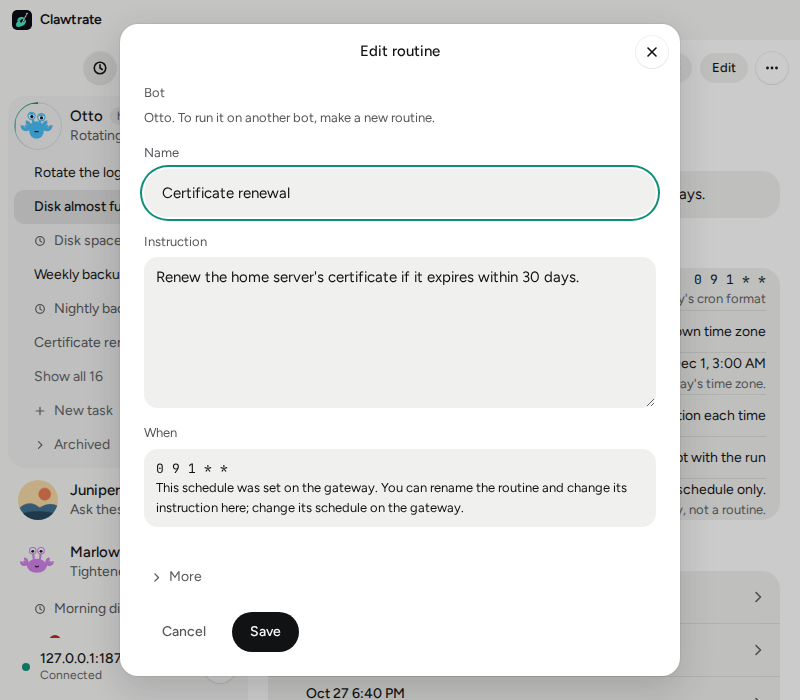 Clawtrate
Edit routine
Edit
Bot
Otto. To run it on another bot, make a new routine.
Name
Certificate renewal
Instruction
Renew the home server's certificate if it expires within 30 days.
When
0 9 1 * *
This schedule was set on the gateway. You can rename the routine and change its
instruction here; change its schedule on the gateway.
More
Cancel
Save
Otto
Rotating
Rotate the log
Disk almost fu
Disk space
Weekly backu
Nightly bac
Certificate rer
Show all 16
New task
Archived
Juniper
Ask thes
Marlow
Tightene
Morning di
127.0.0.1:187
Connected
ays.
0 9 1 * *
y's cron format
own time zone
ec 1, 3:00 AM
ay's time zone.
tion each time
ot with the run
schedule only.
y, not a routine.
Oct 27 6:40 PM